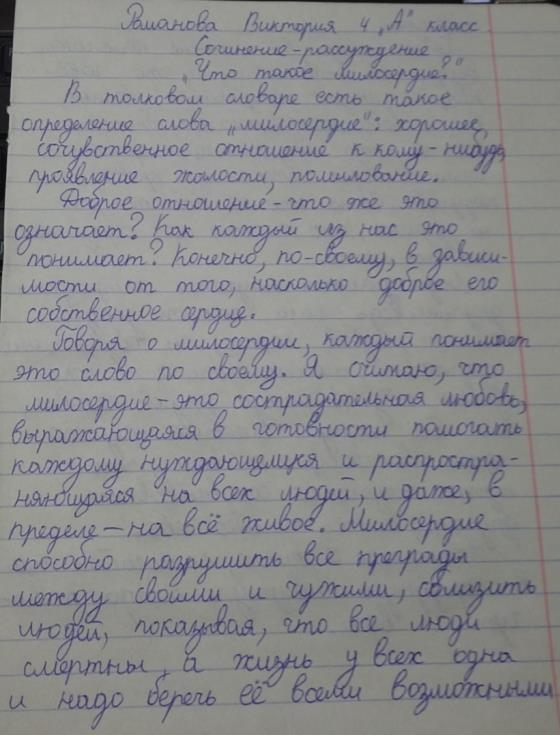 Романова Виктория 4 „А" класс
Сочинение-рассуждение
„Что такое милосердие?"
В толковом словаре есть такое
определение слова „милосердие": хорошее,
сочувственное отношение к кому-нибудь,
проявление жалости, помилование.
Доброе отношение - что же это
означает? Как каждый из нас это
понимает? Конечно, по-своему, в зависи-
мости от того, насколько доброе его
собственное сердце.
Говоря о милосердии, каждый понимает
это слово по своему. Я считаю, что
милосердие - это сострадательная любовь,
выражающаяся в готовности помогать
каждому нуждающемуся и распростра-
няющаяся на всех людей, и даже, в
пределе - на всё живое. Милосердие
способно разрушить все преграды
между своими и чужими, сблизить
людей, показывая, что все люди
смертны, а жизнь у всех одна
и надо беречь её всеми возможными